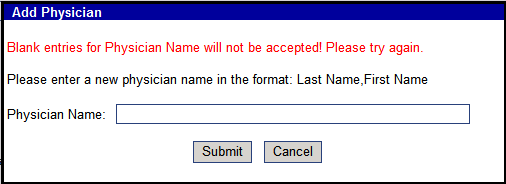 Add Physician
Blank entries for Physician Name will not be accepted! Please try again.
Please enter a new physician name in the format: Last Name,First Name
Physician Name:
Submit Cancel